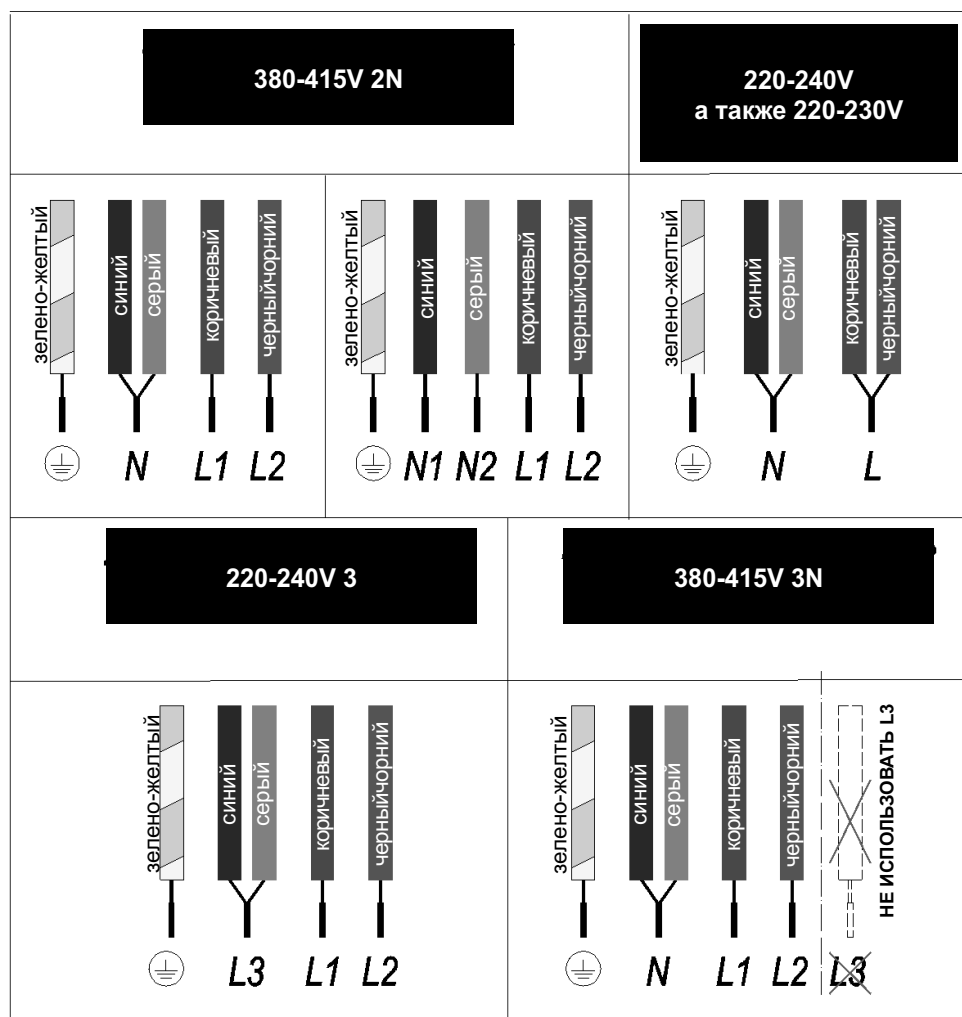 380-415V 2N
220-240V
а также 220-230V
зелено-желтый
синий
серый
коричневый
черныйчорний
N
L1
L2
зелено-желтый
синий
серый
коричневый
черныйчорний
N1
N2
L1
L2
зелено-желтый
синий
серый
коричневый
черныйчорний
N
L
220-240V 3
380-415V 3N
зелено-желтый
синий
серый
коричневый
черныйчорний
L3
L1
L2
зелено-желтый
синий
серый
коричневый
черныйчорний
НЕ ИСПОЛЬЗОВАТЬ L3
N
L1
L2
L3